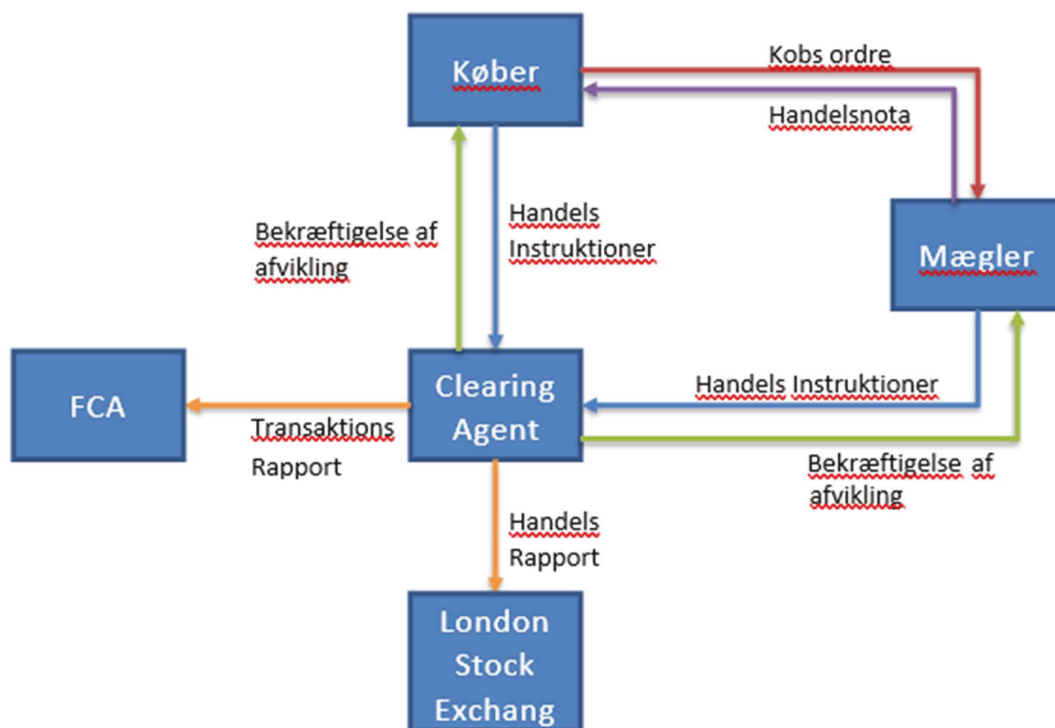 Køber
Kobs ordre
Handelsnota
Bekræftigelse af
afvikling
Handels
Instruktioner
Mægler
FCA
Transaktions
Rapport
Clearing
Agent
Handels Instruktioner
Bekræftigelse af
afvikling
Handels
Rapport
London
Stock
Exchang